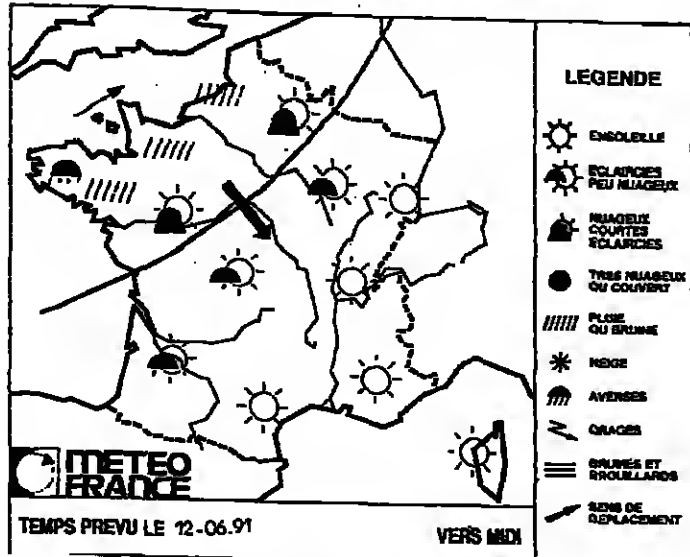 LEGENDE
ENSOLEILLE
ECLAIRCIES
PEU NUAGEUX
NUAGEUX
COURTES
ECLAIRCIES
TRES NUAGEUX
OU COUVERT
PLUIE
OU BRUINE
NEIGE
AVERSES
ORAGES
BRUMES ET
BROUILLARDS
SENS DE
DEPLACEMENT
METEO
FRANCE
TEMPS PREVU LE 12-06.91
VERS MIDI